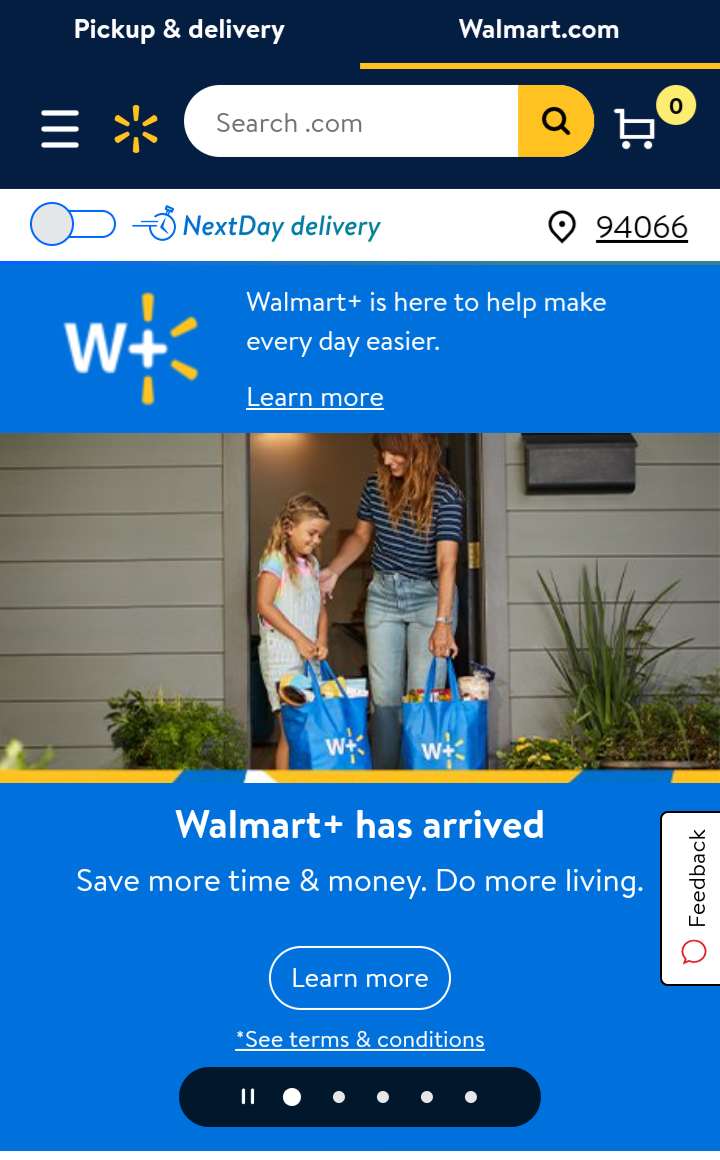 Pickup & delivery
Walmart.com
Search .com
0
NextDay delivery
94066
W+
Walmart+ is here to help make
every day easier.
Learn more
W+
W+
Walmart+ has arrived
Save more time & money. Do more living.
Learn more
*See terms & conditions
Feedback